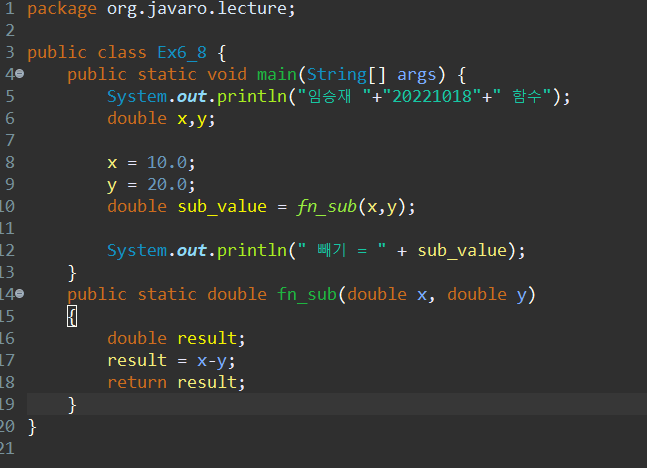 1 package org.javaro.lecture;
2
3 public class Ex6_8 {
4     public static void main(String[] args) {
5         System.out.println("임승재 "+"20221018"+" 함수");
6         double x,y;
7
8         x = 10.0;
9         y = 20.0;
10         double sub_value = fn_sub(x,y);
11
12         System.out.println(" 빼기 = " + sub_value);
13     }
14     public static double fn_sub(double x, double y)
15     {
16         double result;
17         result = x-y;
18         return result;
19     }
20 }
21